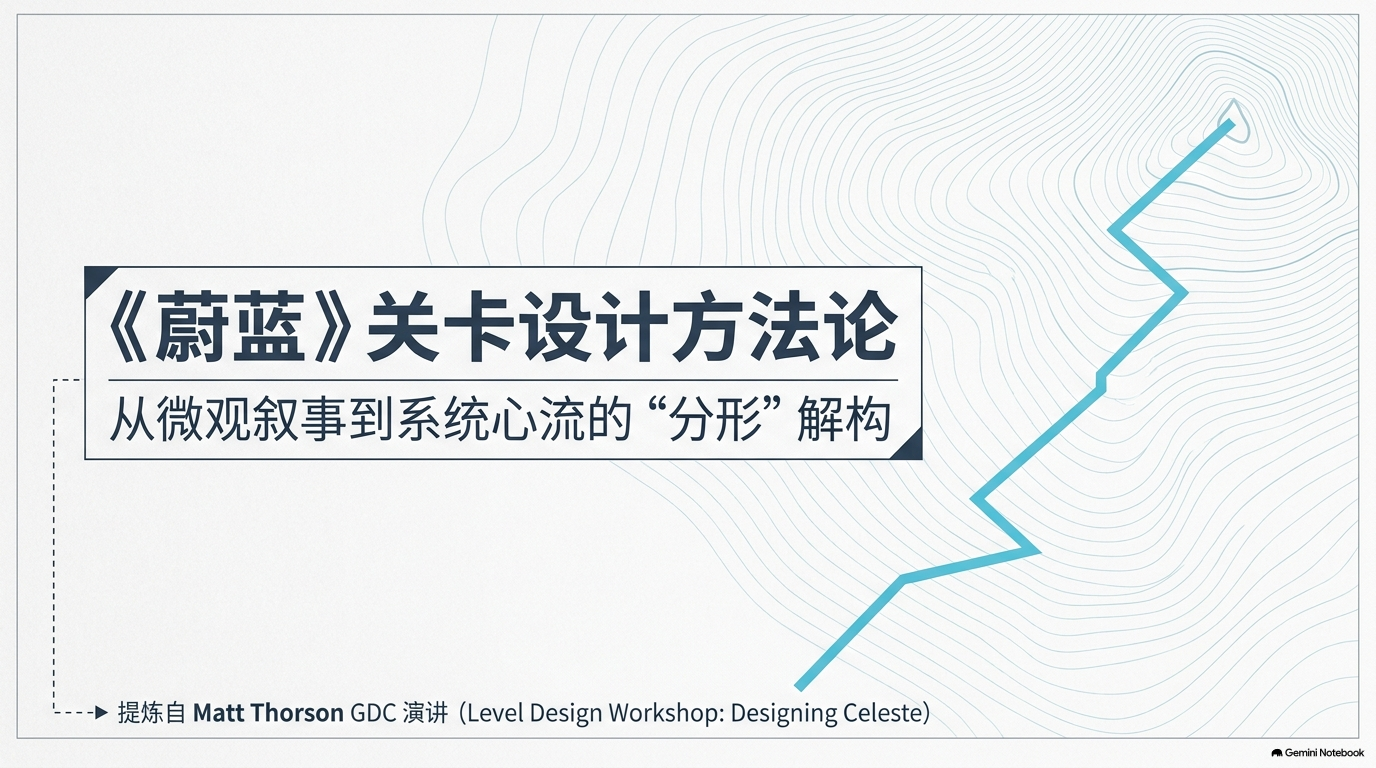 《蔚蓝》关卡设计方法论
从微观叙事到系统心流的“分形”解构
提炼自 Matt Thorson GDC 演讲（Level Design Workshop: Designing Celeste）
Gemini Notebook